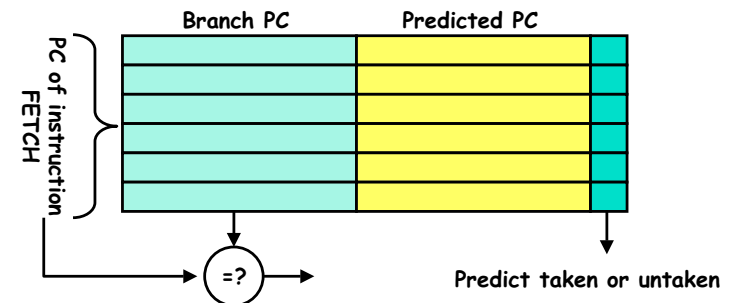 Branch PC
Predicted PC
PC of instruction
FETCH
=?
Predict taken or untaken